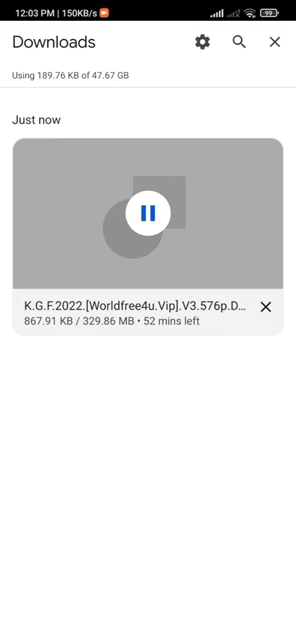 12:03 PM | 150KB/s
99
Downloads
Using 189.76 KB of 47.67 GB
Just now
K.G.F.2022.[Worldfree4u.Vip].V3.576p.D...
867.91 KB / 329.86 MB • 52 mins left